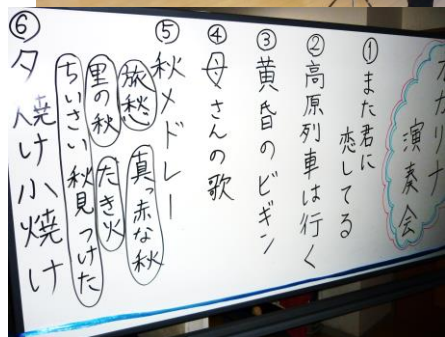 オカリナ
演奏会
①また君に
恋してる
②高原列車は行く
③黄昏のビギン
④母さんの歌
⑤秋メドレー
旅愁 真っ赤な秋
里の秋 たき火
ちいさい秋見つけた
⑥夕焼け小焼け